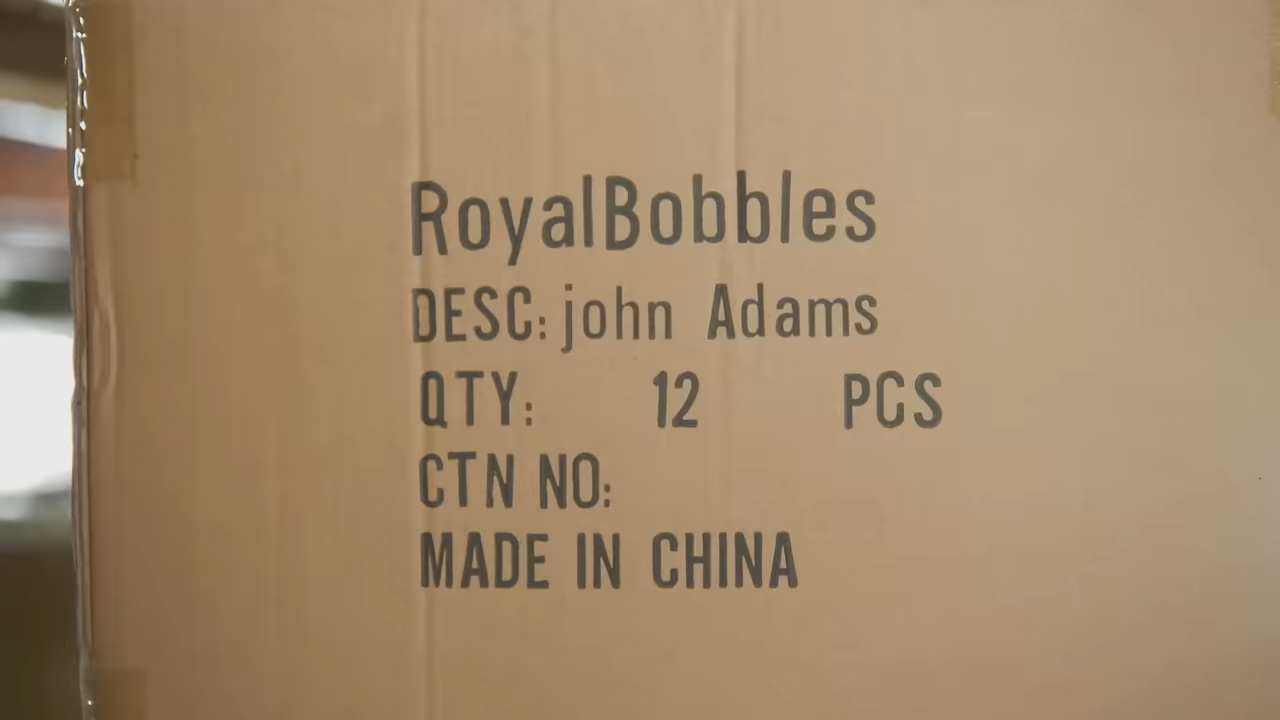 RoyalBobbles
DESC: john Adams
QTY: 12 PCS
CTN NO:
MADE IN CHINA